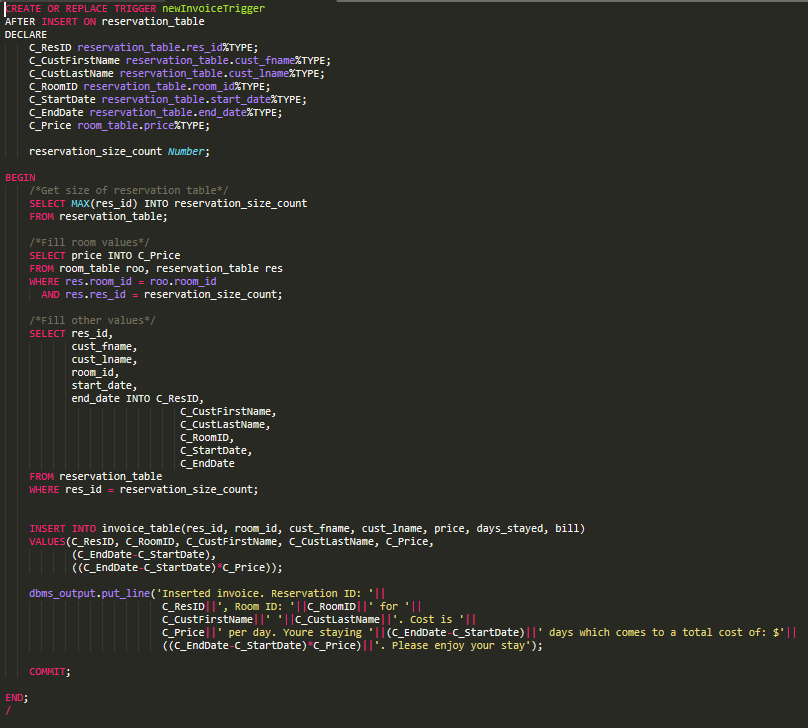 CREATE OR REPLACE TRIGGER newInvoiceTrigger
AFTER INSERT ON reservation_table
DECLARE
    C_ResID reservation_table.res_id%TYPE;
    C_CustFirstName reservation_table.cust_fname%TYPE;
    C_CustLastName reservation_table.cust_lname%TYPE;
    C_RoomID reservation_table.room_id%TYPE;
    C_StartDate reservation_table.start_date%TYPE;
    C_EndDate reservation_table.end_date%TYPE;
    C_Price room_table.price%TYPE;

    reservation_size_count Number;

BEGIN
    /*Get size of reservation table*/
    SELECT MAX(res_id) INTO reservation_size_count
    FROM reservation_table;

    /*Fill room values*/
    SELECT price INTO C_Price
    FROM room_table roo, reservation_table res
    WHERE res.room_id = roo.room_id
      AND res.res_id = reservation_size_count;

    /*Fill other values*/
    SELECT res_id,
           cust_fname,
           cust_lname,
           room_id,
           start_date,
           end_date INTO C_ResID,
                         C_CustFirstName,
                         C_CustLastName,
                         C_RoomID,
                         C_StartDate,
                         C_EndDate
    FROM reservation_table
    WHERE res_id = reservation_size_count;


    INSERT INTO invoice_table(res_id, room_id, cust_fname, cust_lname, price, days_stayed, bill)
    VALUES(C_ResID, C_RoomID, C_CustFirstName, C_CustLastName, C_Price,
           (C_EndDate-C_StartDate),
           ((C_EndDate-C_StartDate)*C_Price));

    dbms_output.put_line('Inserted invoice. Reservation ID: '||
                          C_ResID||', Room ID: '||C_RoomID||' for '||
                          C_CustFirstName||' '||C_CustLastName||'. Cost is '||
                          C_Price||' per day. Youre staying '||(C_EndDate-C_StartDate)||' days which comes to a total cost of: $'||
                          ((C_EndDate-C_StartDate)*C_Price)||'. Please enjoy your stay');

    COMMIT;

END;
/